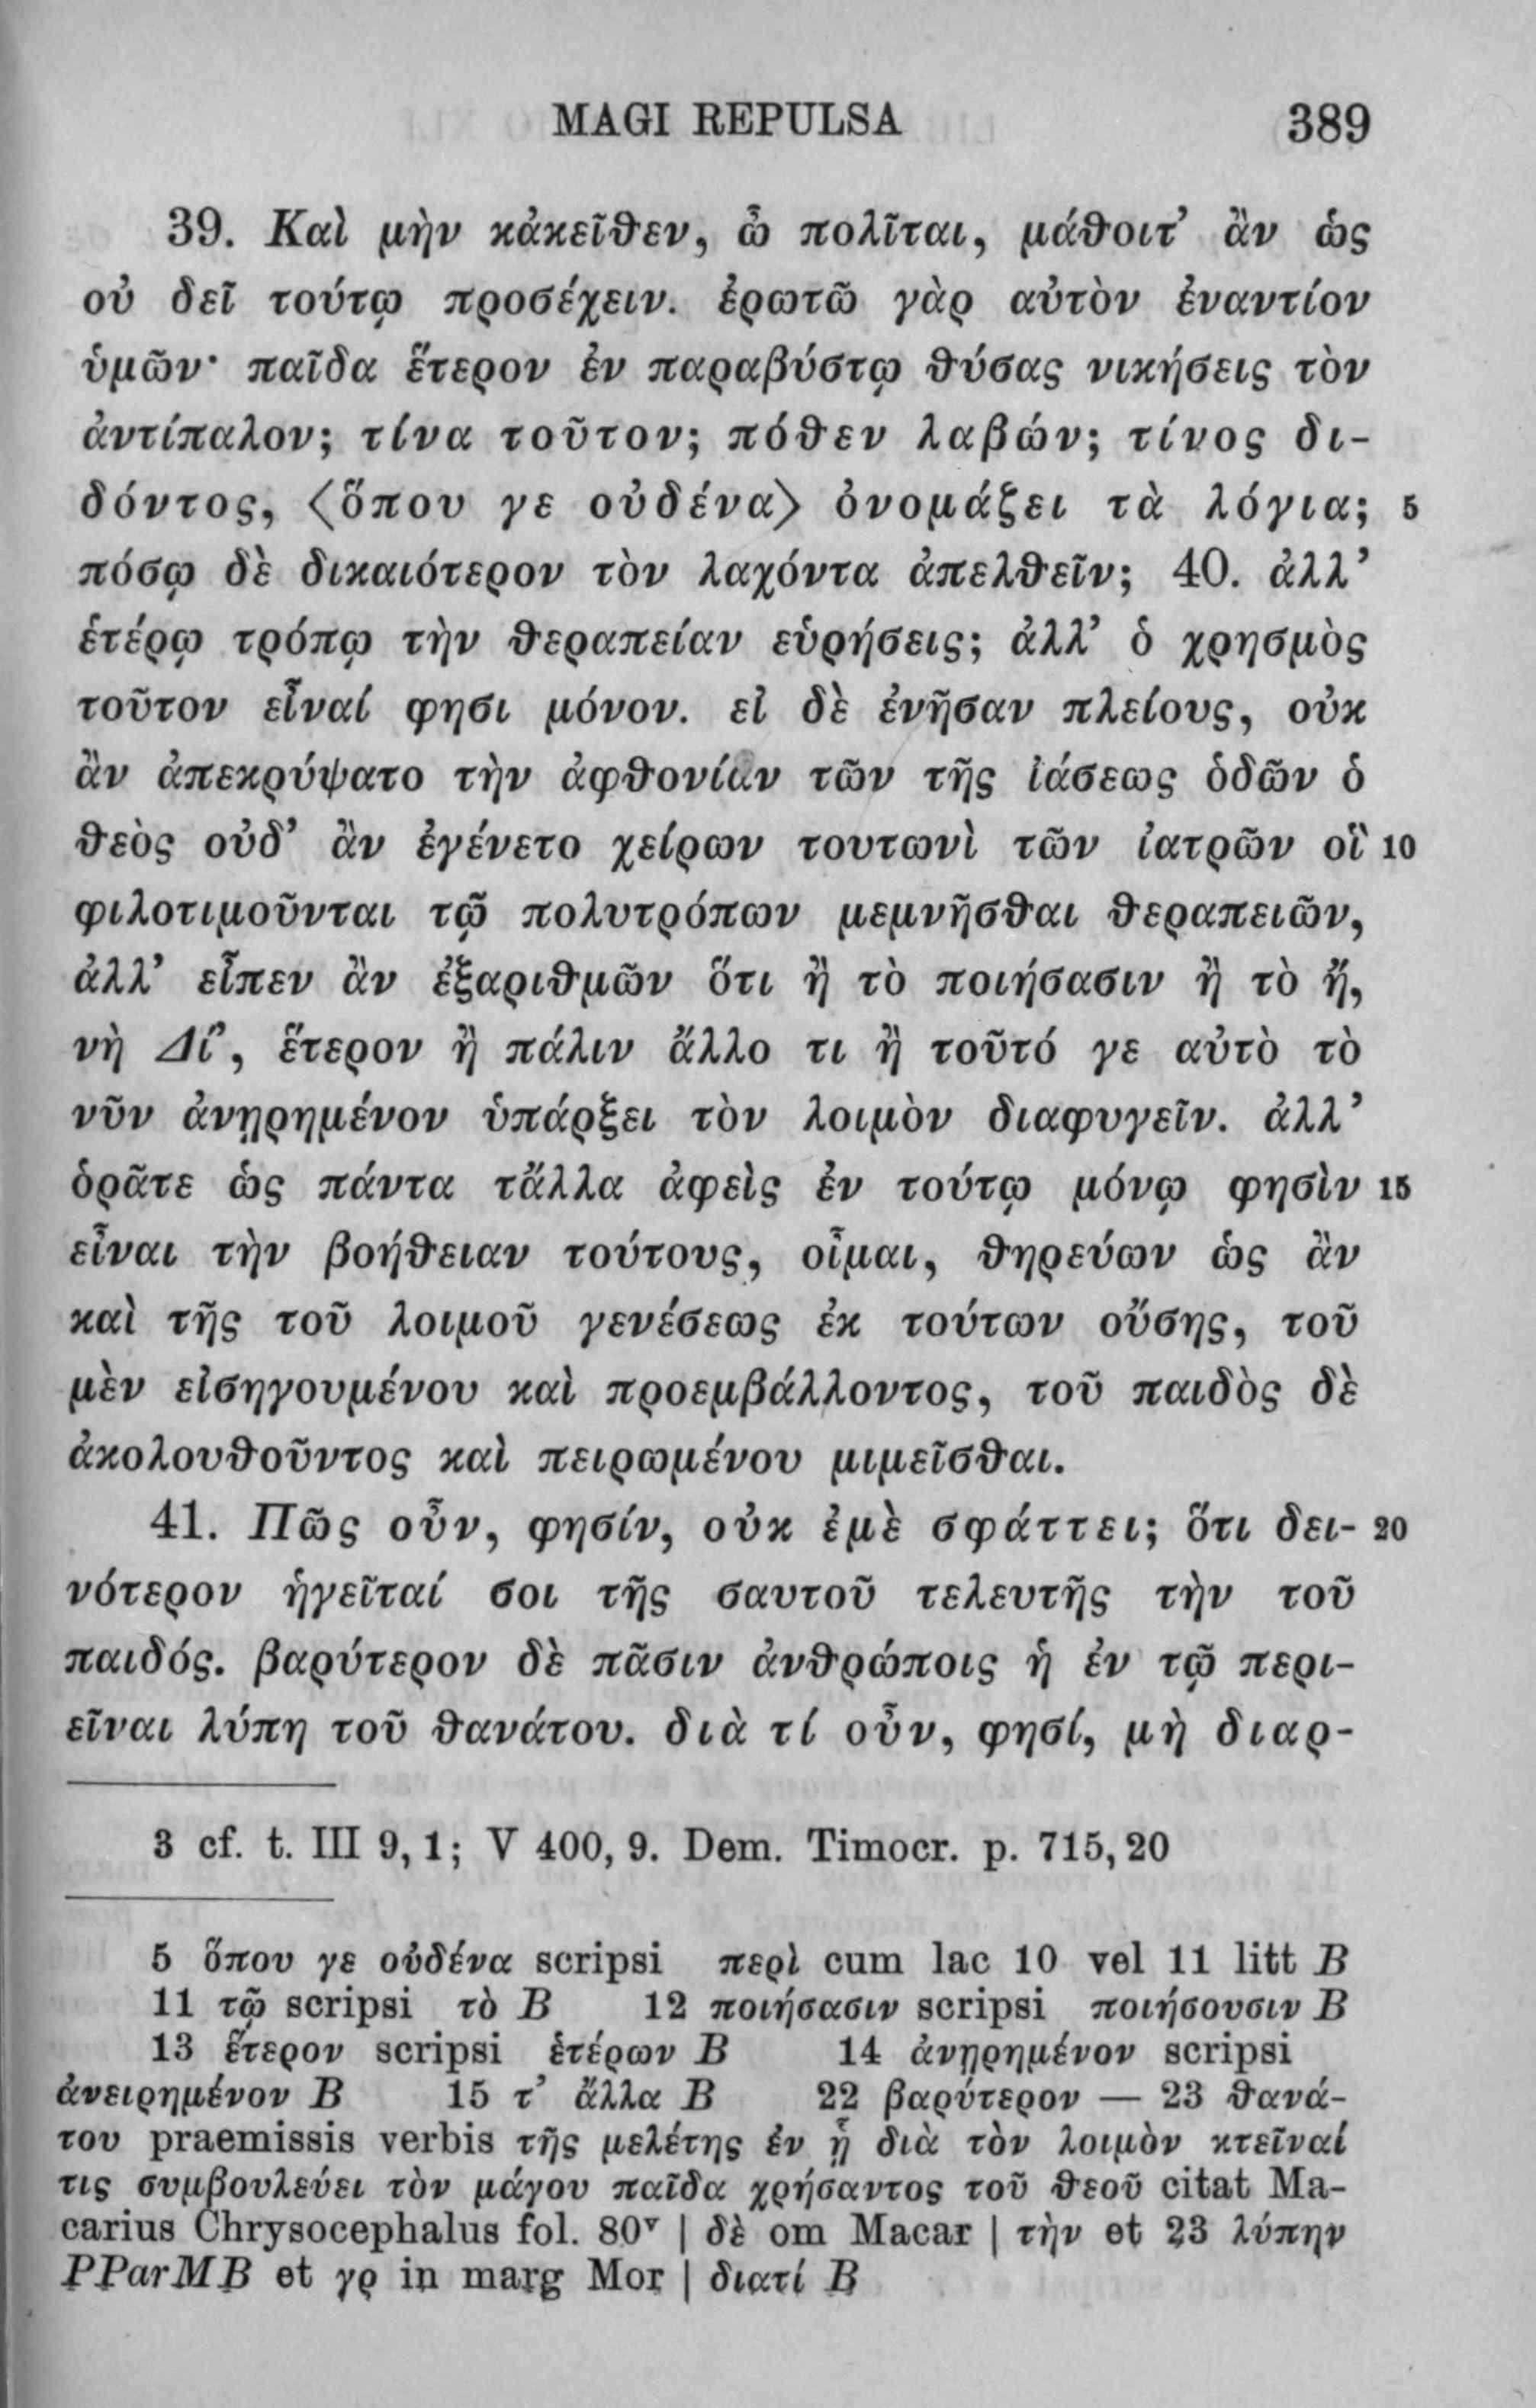 MAGI REPULSA 389
39. Καὶ μὴν κἀκεῖθεν, ὦ πολῖται, μάθοιτ’ ἂν ὡς
οὐ δεῖ τούτῳ προσέχειν. ἐρωτῶ γὰρ αὐτὸν ἐναντίον
ὑμῶν· παῖδα ἕτερον ἐν παραβύστῳ θύσας νικήσεις τὸν
ἀντίπαλον; τίνα τοῦτον; πόθεν λαβών; τίνος δι-
δόντος, ⟨ὅπου γε οὐδένα⟩ ὀνομάζει τὰ λόγια; 5
πόσῳ δὲ δικαιότερον τὸν λαχόντα ἀπελθεῖν; 40. ἀλλ’
ἑτέρῳ τρόπῳ τὴν θεραπείαν εὑρήσεις; ἀλλ’ ὁ χρησμὸς
τοῦτον εἶναί φησι μόνον. εἰ δὲ ἐνῆσαν πλείους, οὐκ
ἂν ἀπεκρύψατο τὴν ἀφθονίαν τῶν τῆς ἰάσεως ὁδῶν ὁ
θεὸς οὐδ’ ἂν ἐγένετο χείρων τουτωνὶ τῶν ἰατρῶν οἳ 10
φιλοτιμοῦνται τῷ πολυτρόπων μεμνῆσθαι θεραπειῶν,
ἀλλ’ εἶπεν ἂν ἐξαριθμῶν ὅτι ἢ τὸ ποιήσασιν ἢ τὸ ἤ,
νὴ Δί’, ἕτερον ἢ πάλιν ἄλλο τι ἢ τοῦτό γε αὐτὸ τὸ
νῦν ἀνῃρημένον ὑπάρξει τὸν λοιμὸν διαφυγεῖν. ἀλλ’
ὁρᾶτε ὡς πάντα τἄλλα ἀφεὶς ἐν τούτῳ μόνῳ φησὶν 15
εἶναι τὴν βοήθειαν τούτους, οἶμαι, θηρεύων ὡς ἂν
καὶ τῆς τοῦ λοιμοῦ γενέσεως ἐκ τούτων οὔσης, τοῦ
μὲν εἰσηγουμένου καὶ προεμβάλλοντος, τοῦ παιδὸς δὲ
ἀκολουθοῦντος καὶ πειρωμένου μιμεῖσθαι.
41. Πῶς οὖν, φησίν, οὐκ ἐμὲ σφάττει; ὅτι δει- 20
νότερον ἡγεῖταί σοι τῆς σαυτοῦ τελευτῆς τὴν τοῦ
παιδός. βαρύτερον δὲ πᾶσιν ἀνθρώποις ἡ ἐν τῷ περι-
εῖναι λύπη τοῦ θανάτου. διὰ τί οὖν, φησί, μὴ διαρ-
3 cf. t. III 9, 1; V 400, 9. Dem. Timocr. p. 715, 20
5 ὅπου γε οὐδένα scripsi περὶ cum lac 10 vel 11 litt B
11 τῷ scripsi τὸ B 12 ποιήσασιν scripsi ποιήσουσιν B
13 ἕτερον scripsi ἑτέρων B 14 ἀνῃρημένον scripsi
ἀνειρημένον B 15 τ’ ἄλλα B 22 βαρύτερον — 23 θανά-
του praemissis verbis τῆς μελέτης ἐν ᾗ διὰ τὸν λοιμὸν κτεῖναί
τις συμβουλεύει τὸν μάγου παῖδα χρήσαντος τοῦ θεοῦ citat Ma-
carius Chrysocephalus fol. 80ᵛ | δὲ om Macar | τὴν et 23 λύπην
PParMB et γρ in marg Mor | διατί B